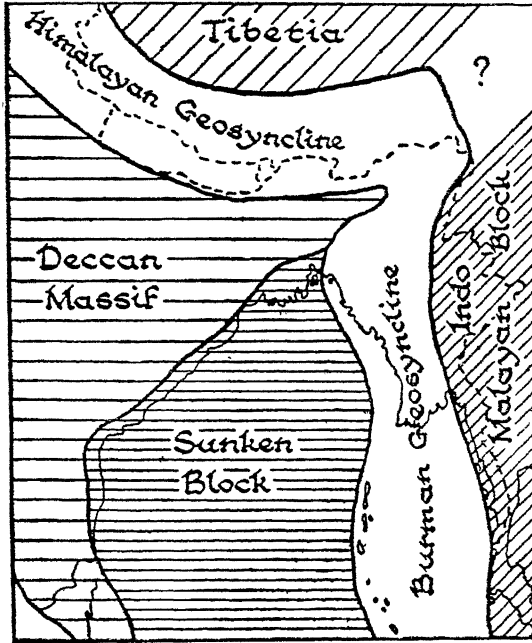 Tibetia
Himalayan Geosyncline
?
Deccan
Massif
Sunken
Block
Burman Geosyncline
Indo
Malayan Block